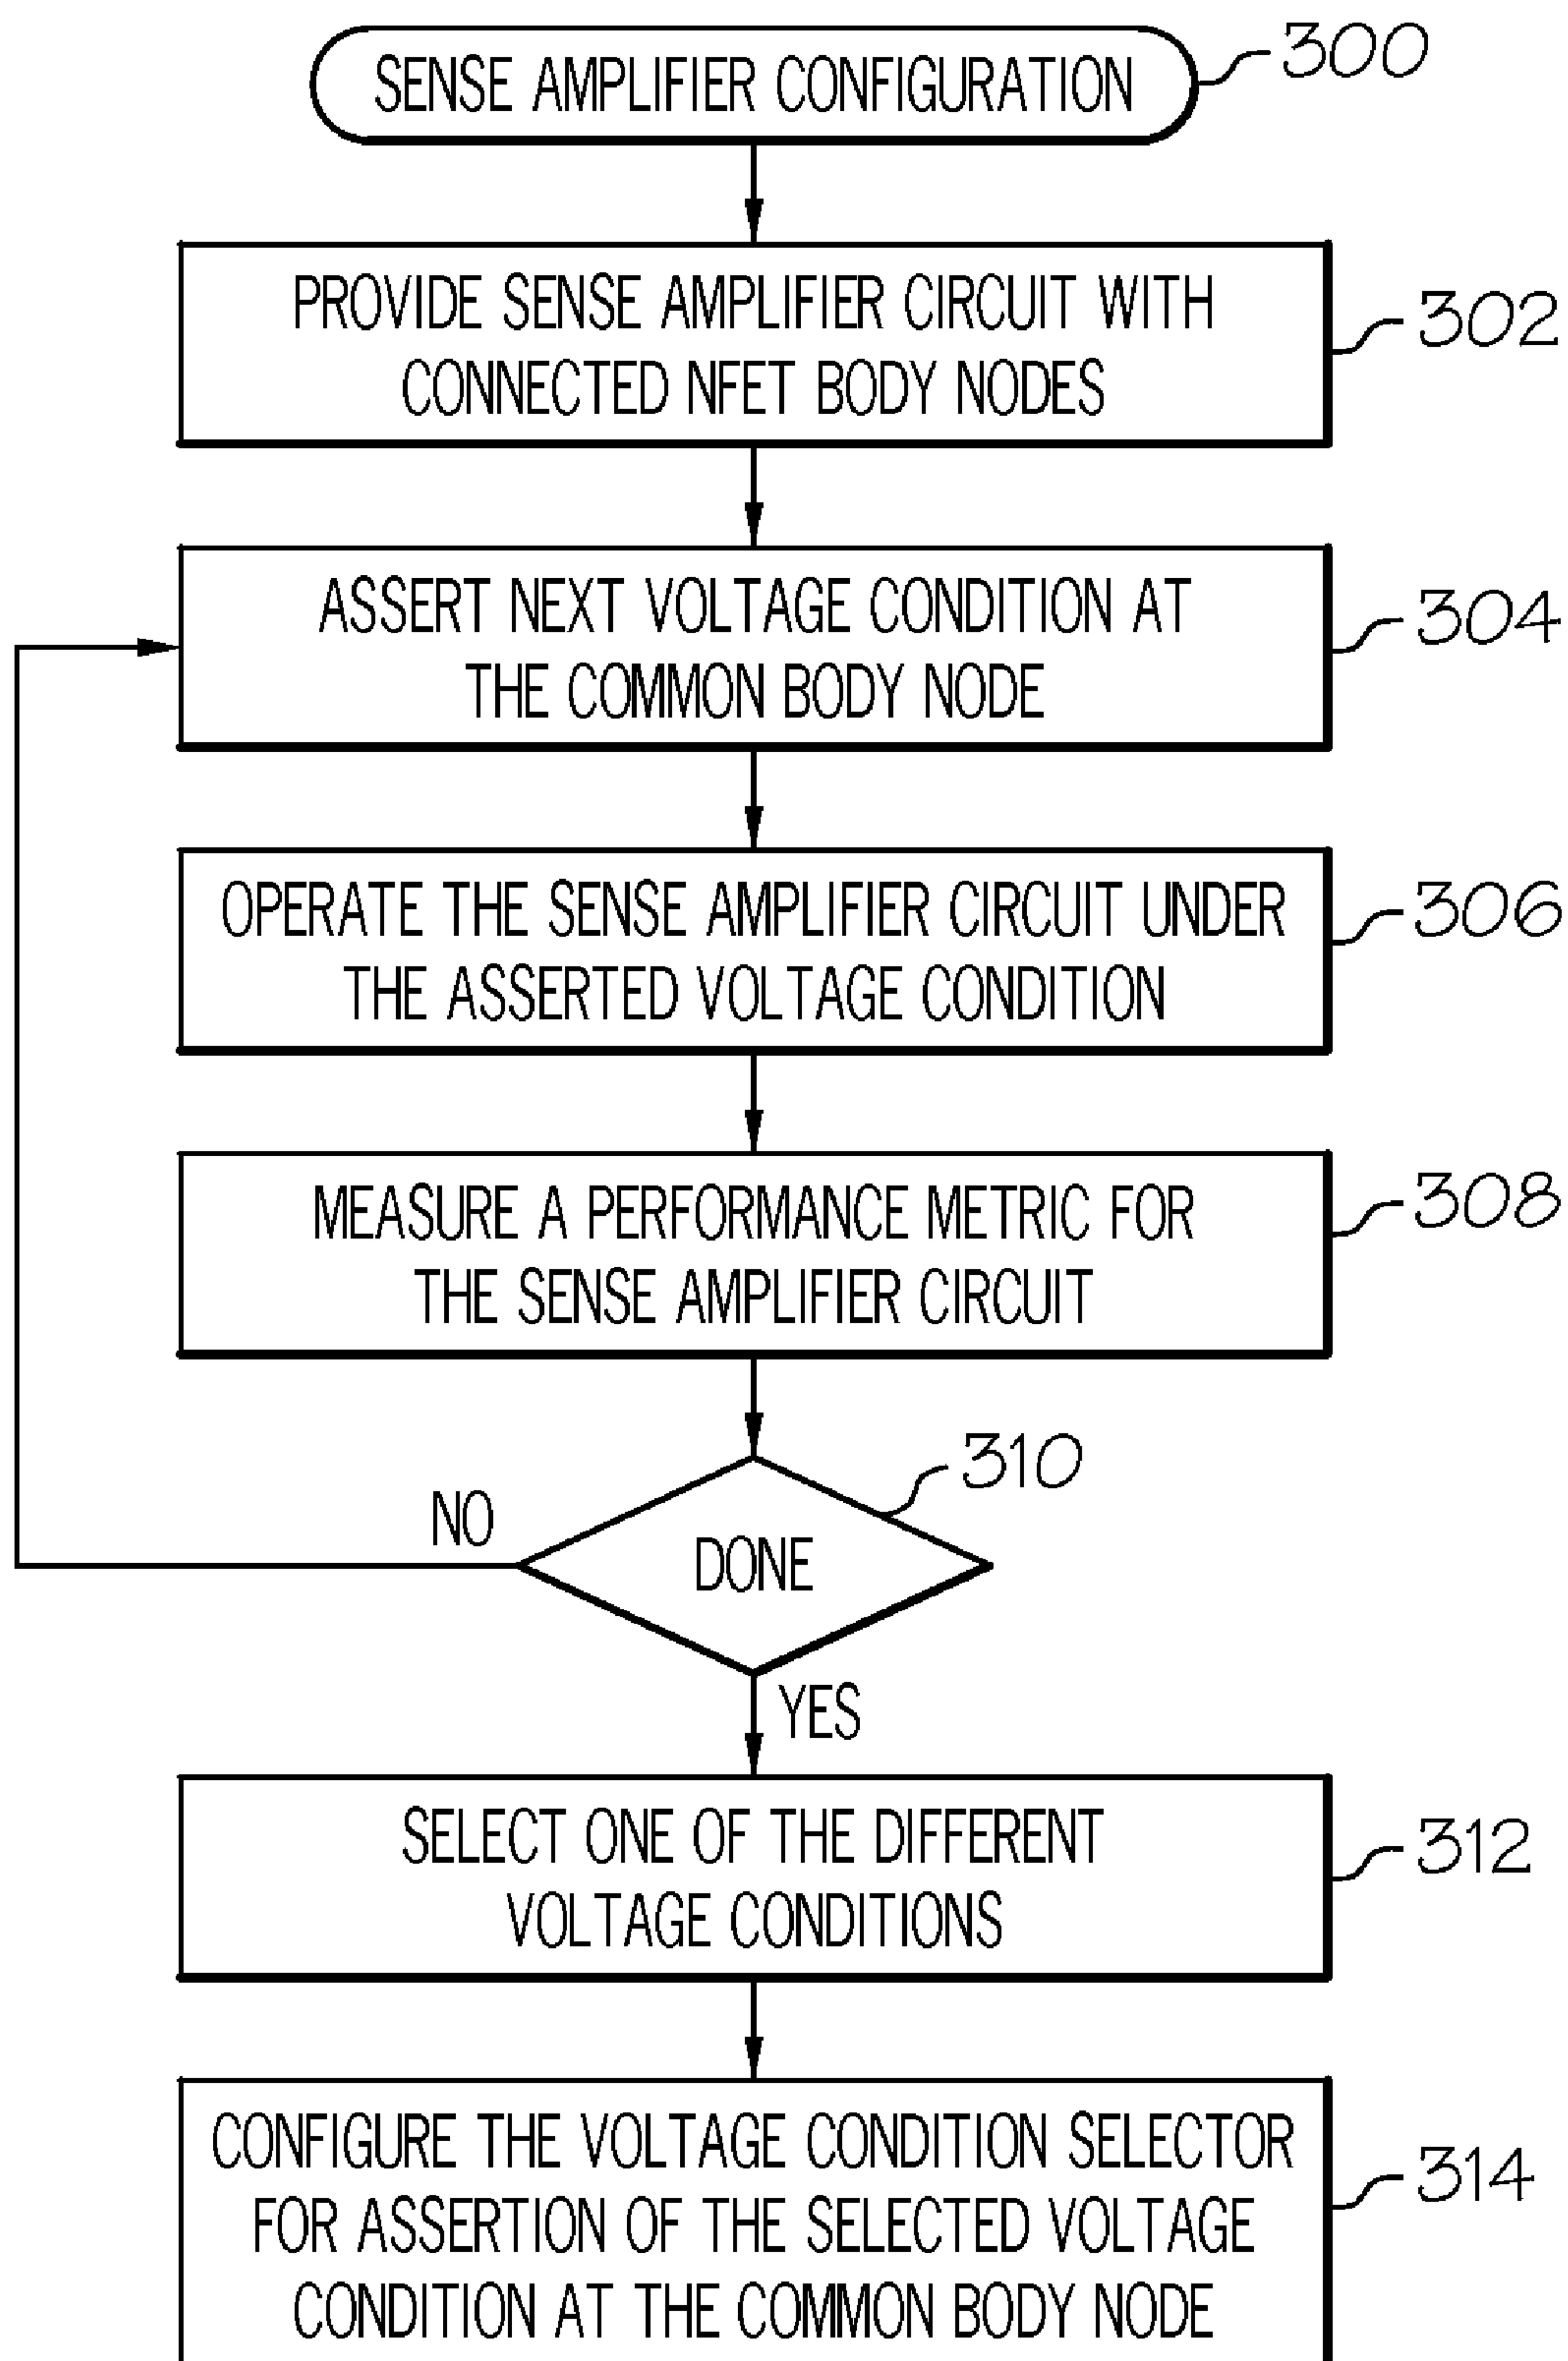 SENSE AMPLIFIER CONFIGURATION
300
PROVIDE SENSE AMPLIFIER CIRCUIT WITH
CONNECTED NFET BODY NODES
302
ASSERT NEXT VOLTAGE CONDITION AT
THE COMMON BODY NODE
304
OPERATE THE SENSE AMPLIFIER CIRCUIT UNDER
THE ASSERTED VOLTAGE CONDITION
306
MEASURE A PERFORMANCE METRIC FOR
THE SENSE AMPLIFIER CIRCUIT
308
310
NO
DONE
YES
SELECT ONE OF THE DIFFERENT
VOLTAGE CONDITIONS
312
CONFIGURE THE VOLTAGE CONDITION SELECTOR
FOR ASSERTION OF THE SELECTED VOLTAGE
CONDITION AT THE COMMON BODY NODE
314